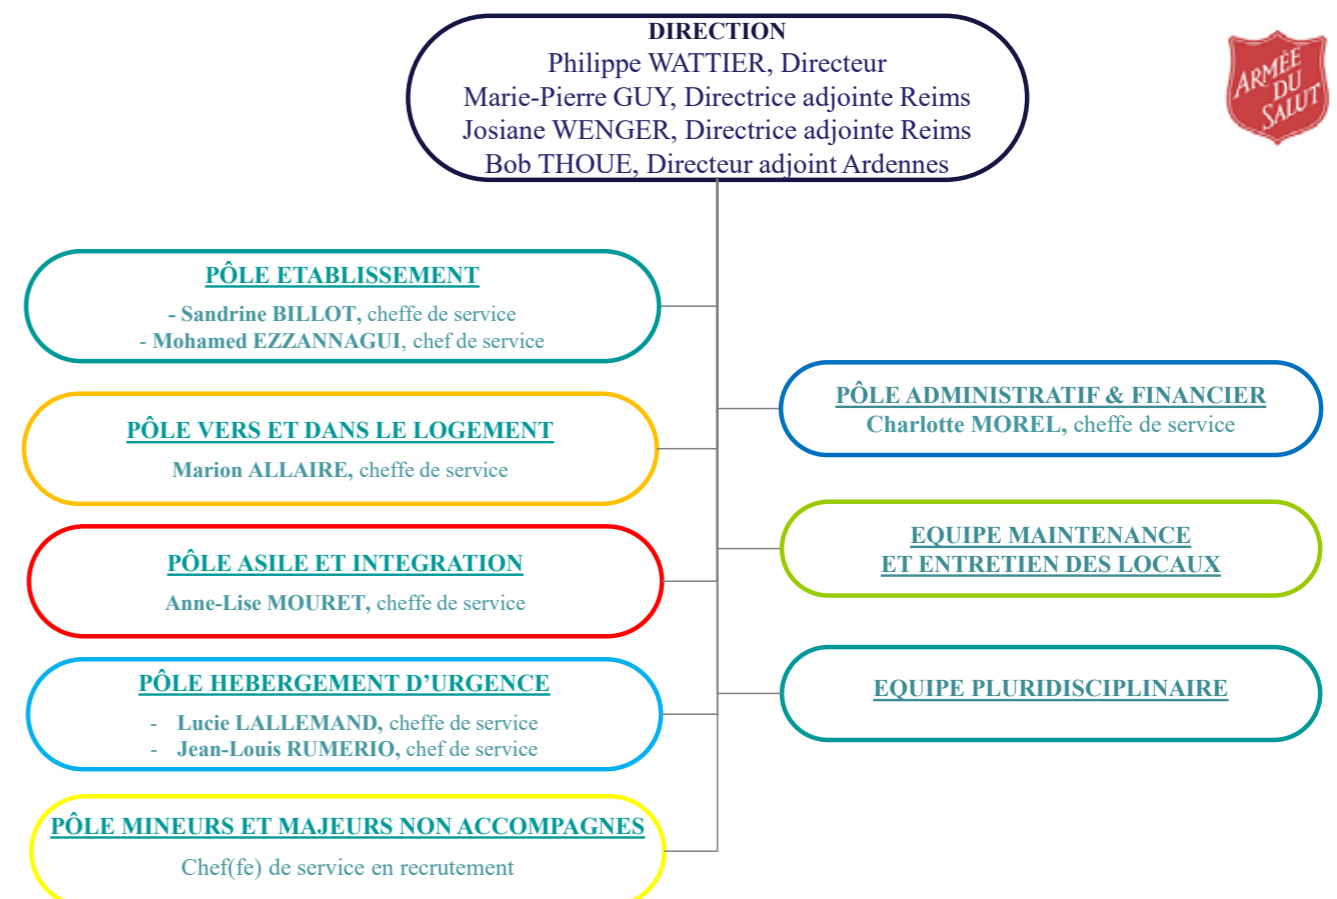 DIRECTION
Philippe WATTIER, Directeur
Marie-Pierre GUY, Directrice adjointe Reims
Josiane WENGER, Directrice adjointe Reims
Bob THOUE, Directeur adjoint Ardennes
ARMÉE
DU
SALUT
PÔLE ETABLISSEMENT
- Sandrine BILLOT, cheffe de service
- Mohamed EZZANNAGUI, chef de service
PÔLE VERS ET DANS LE LOGEMENT
Marion ALLAIRE, cheffe de service
PÔLE ASILE ET INTEGRATION
Anne-Lise MOURET, cheffe de service
PÔLE HEBERGEMENT D’URGENCE
- Lucie LALLEMAND, cheffe de service
- Jean-Louis RUMERIO, chef de service
PÔLE MINEURS ET MAJEURS NON ACCOMPAGNES
Chef(fe) de service en recrutement
PÔLE ADMINISTRATIF & FINANCIER
Charlotte MOREL, cheffe de service
EQUIPE MAINTENANCE
ET ENTRETIEN DES LOCAUX
EQUIPE PLURIDISCIPLINAIRE